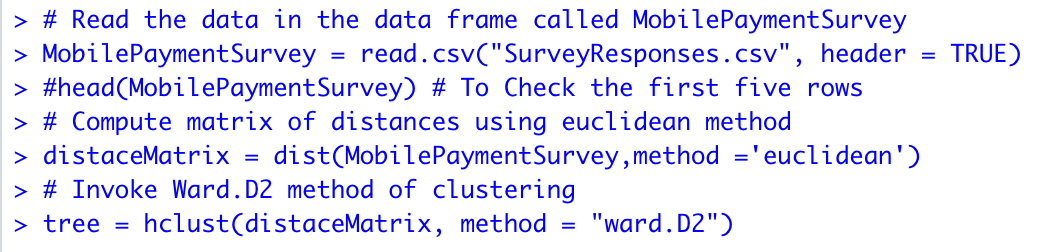 > # Read the data in the data frame called MobilePaymentSurvey
> MobilePaymentSurvey = read.csv("SurveyResponses.csv", header = TRUE)
> #head(MobilePaymentSurvey) # To Check the first five rows
> # Compute matrix of distances using euclidean method
> distaceMatrix = dist(MobilePaymentSurvey,method ='euclidean')
> # Invoke Ward.D2 method of clustering
> tree = hclust(distaceMatrix, method = "ward.D2")